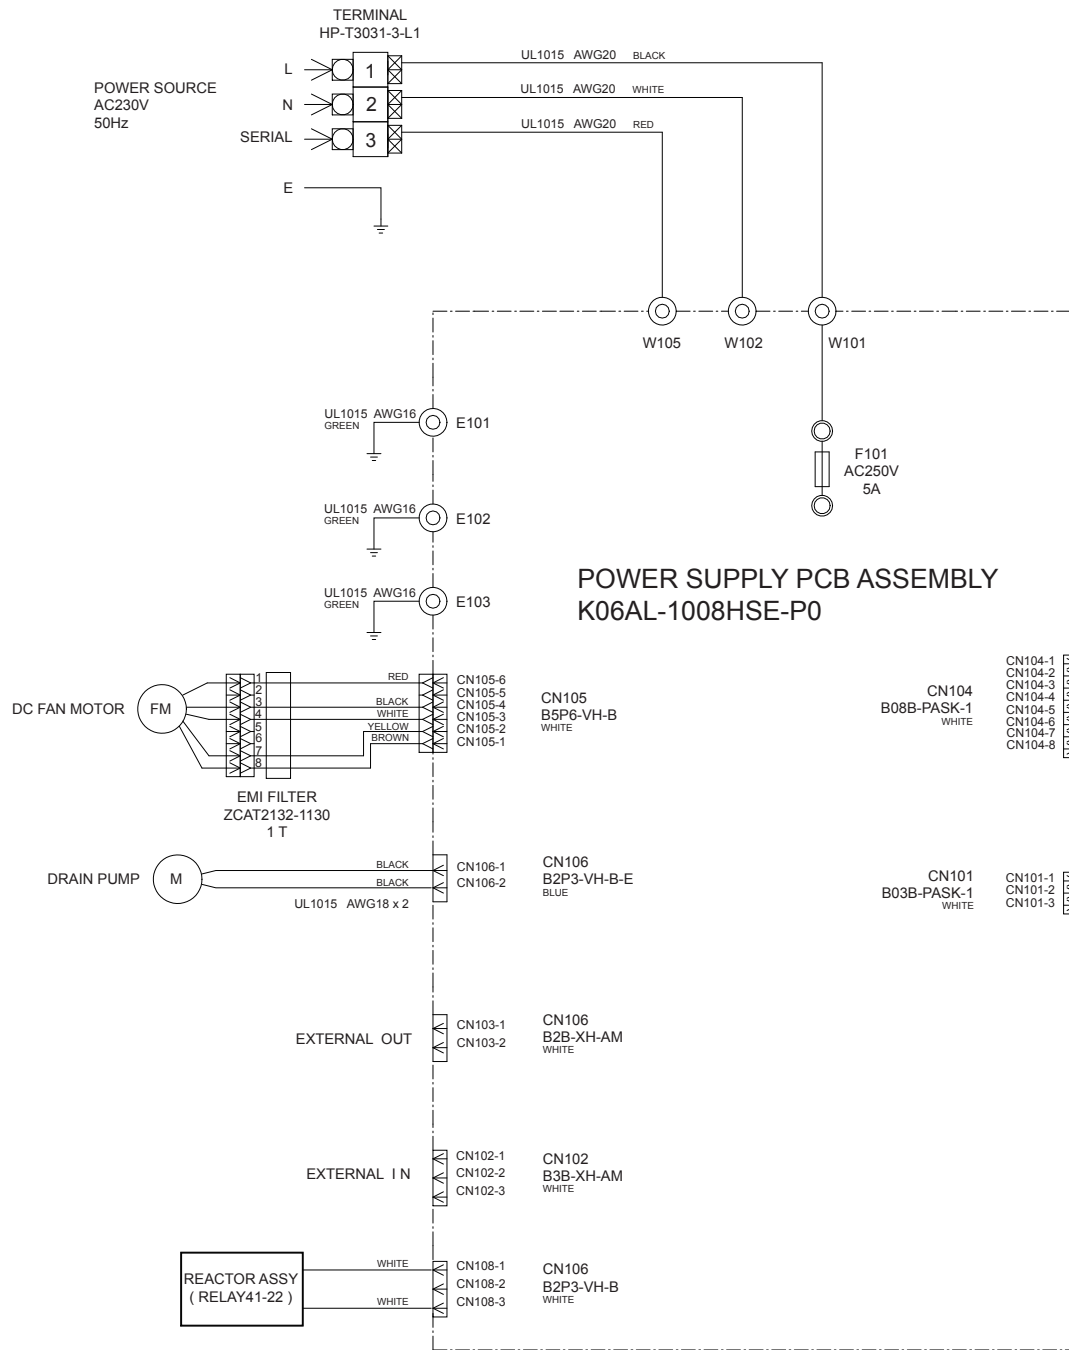 TERMINAL
HP-T3031-3-L1
POWER SOURCE
AC230V
50Hz
L
1
UL1015 AWG20 BLACK
N
2
UL1015 AWG20 WHITE
SERIAL
3
UL1015 AWG20 RED
E
W105
W102
W101
UL1015 AWG16
GREEN
E101
F101
AC250V
5A
UL1015 AWG16
GREEN
E102
POWER SUPPLY PCB ASSEMBLY
K06AL-1008HSE-P0
UL1015 AWG16
GREEN
E103
DC FAN MOTOR
FM
1
2
3
4
5
6
7
8
RED
BLACK
WHITE
YELLOW
BROWN
CN105-6
CN105-5
CN105-4
CN105-3
CN105-2
CN105-1
CN105
B5P6-VH-B
WHITE
CN104
B08B-PASK-1
WHITE
CN104-1
CN104-2
CN104-3
CN104-4
CN104-5
CN104-6
CN104-7
CN104-8
EMI FILTER
ZCAT2132-1130
1 T
DRAIN PUMP
M
BLACK
BLACK
UL1015 AWG18 x 2
CN106-1
CN106-2
CN106
B2P3-VH-B-E
BLUE
CN101
B03B-PASK-1
WHITE
CN101-1
CN101-2
CN101-3
EXTERNAL OUT
CN103-1
CN103-2
CN106
B2B-XH-AM
WHITE
EXTERNAL I N
CN102-1
CN102-2
CN102-3
CN102
B3B-XH-AM
WHITE
REACTOR ASSY
( RELAY41-22 )
WHITE
WHITE
CN108-1
CN108-2
CN108-3
CN106
B2P3-VH-B
WHITE